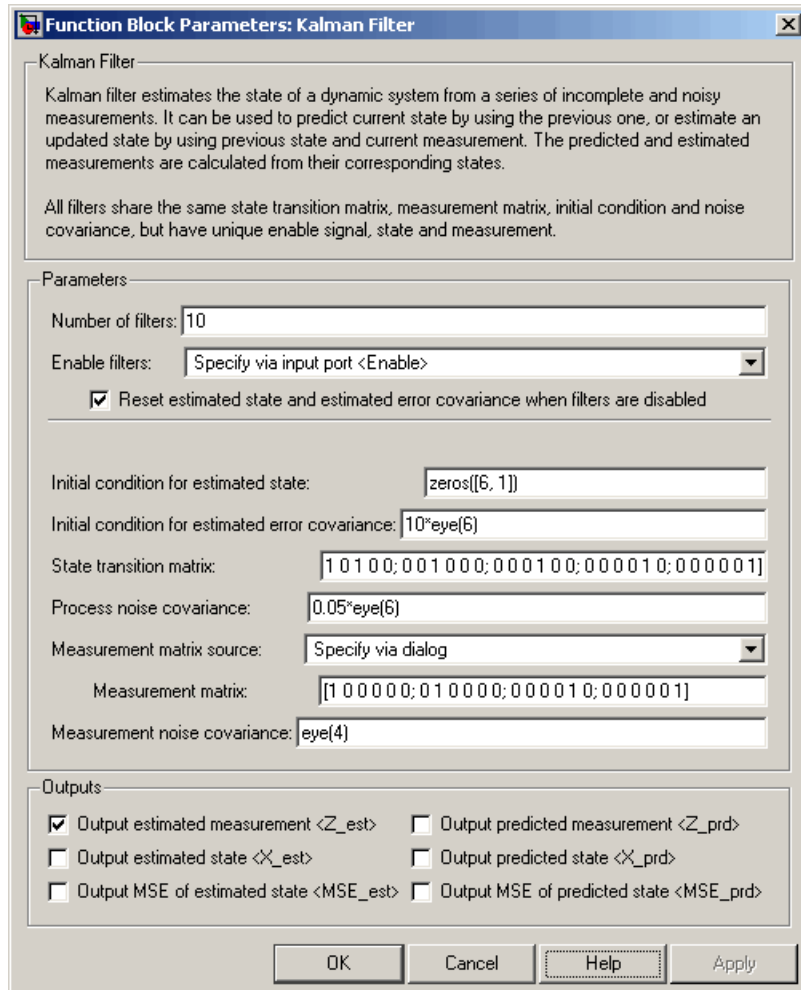 Function Block Parameters: Kalman Filter
Kalman Filter
Kalman filter estimates the state of a dynamic system from a series of incomplete and noisy
measurements. It can be used to predict current state by using the previous one, or estimate an
updated state by using previous state and current measurement. The predicted and estimated
measurements are calculated from their corresponding states.
All filters share the same state transition matrix, measurement matrix, initial condition and noise
covariance, but have unique enable signal, state and measurement.
Parameters
Number of filters: 10
Enable filters: Specify via input port <Enable>
Reset estimated state and estimated error covariance when filters are disabled
Initial condition for estimated state: zeros([6, 1])
Initial condition for estimated error covariance: 10*eye(6)
State transition matrix: 1 0 1 0 0; 0 0 1 0 0 0; 0 0 0 1 0 0; 0 0 0 0 1 0; 0 0 0 0 0 1]
Process noise covariance: 0.05*eye(6)
Measurement matrix source: Specify via dialog
Measurement matrix: [1 0 0 0 0 0; 0 1 0 0 0 0; 0 0 0 0 1 0; 0 0 0 0 0 1]
Measurement noise covariance: eye(4)
Outputs
Output estimated measurement <Z_est> Output predicted measurement <Z_prd>
Output estimated state <X_est> Output predicted state <X_prd>
Output MSE of estimated state <MSE_est> Output MSE of predicted state <MSE_prd>
OK Cancel Help Apply